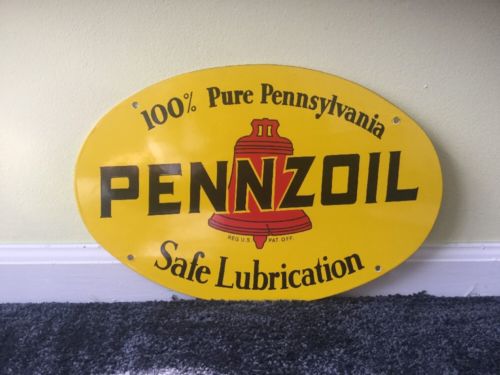 100% Pure Pennsylvania
PENNZOIL
REG U.S. PAT. OFF.
Safe Lubrication